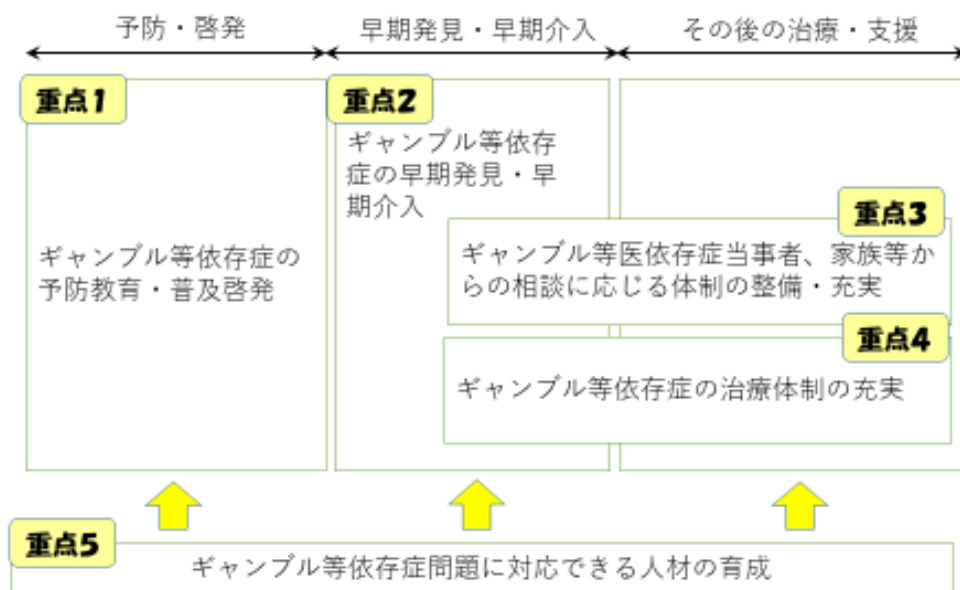 予防・啓発
早期発見・早期介入
その後の治療・支援
重点1
重点2
ギャンブル等依存
症の早期発見・早
期介入
ギャンブル等依存症の
予防教育・普及啓発
重点3
ギャンブル等医依存症当事者、家族等か
らの相談に応じる体制の整備・充実
重点4
ギャンブル等依存症の治療体制の充実
重点5
ギャンブル等依存症問題に対応できる人材の育成